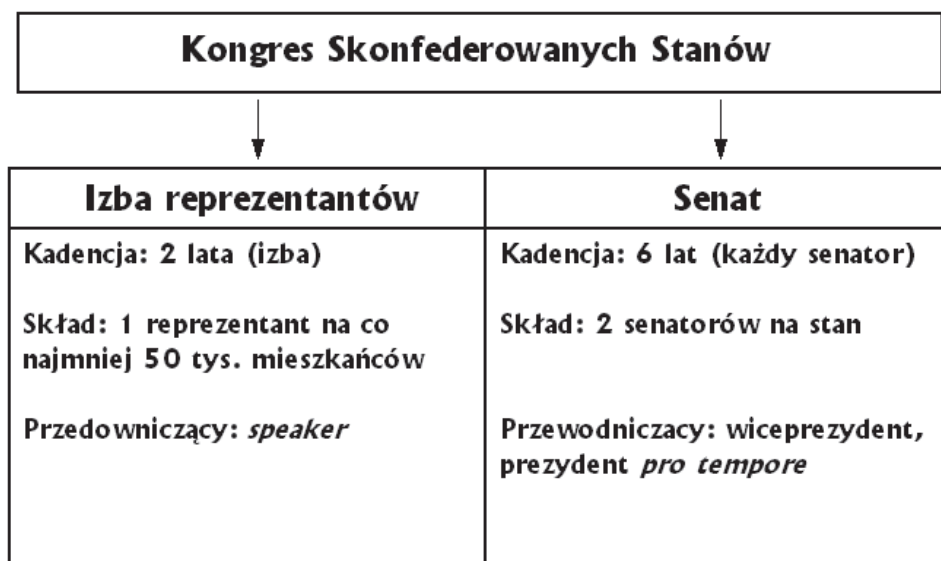 Kongres Skonfederowanych Stanów
Izba reprezentantów
Kadencja: 2 lata (izba)
Skład: 1 reprezentant na co
najmniej 50 tys. mieszkańców
Przedowniczący: speaker
Senat
Kadencja: 6 lat (każdy senator)
Skład: 2 senatorów na stan
Przewodniczacy: wiceprezydent,
prezydent pro tempore